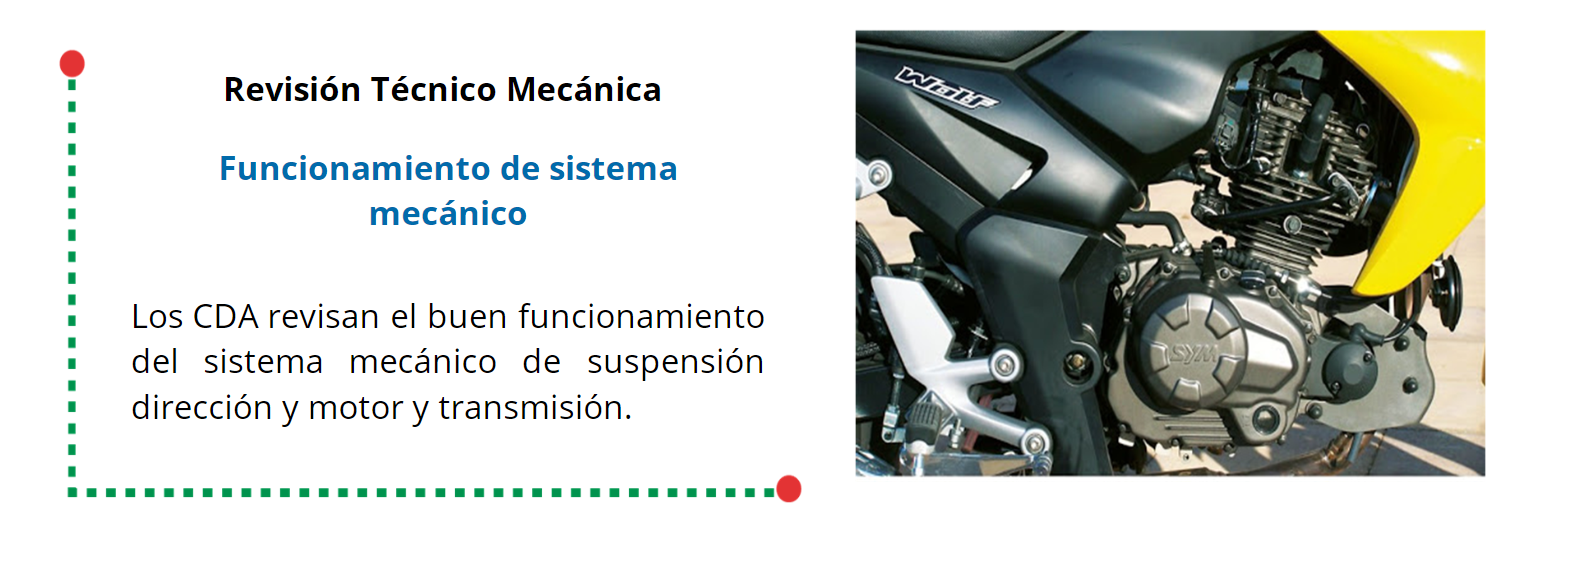 Revisión Técnico Mecánica
Funcionamiento de sistema
mecánico
Los CDA revisan el buen funcionamiento
del sistema mecánico de suspensión
dirección y motor y transmisión.
Wolf
SYM